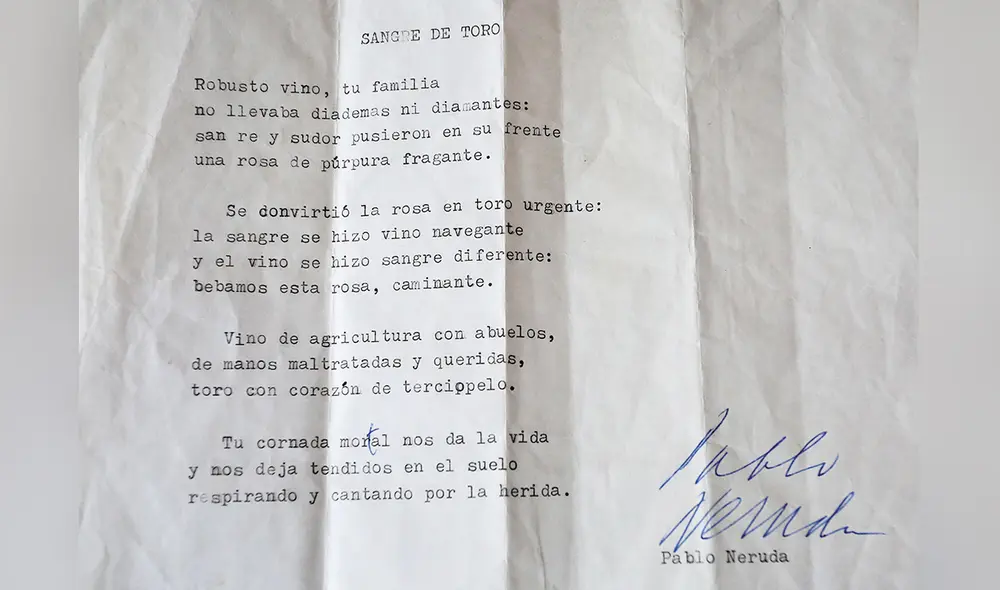 SANGRE DE TORO
Robusto vino, tu familia
no llevaba diademas ni diamantes:
san re y sudor pusieron en su frente
una rosa de púrpura fragante.
Se donvirtió la rosa en toro urgente:
la sangre se hizo vino navegante
y el vino se hizo sangre diferente:
bebamos esta rosa, caminante.
Vino de agricultura con abuelos,
de manos maltratadas y queridas,
toro con corazón de tercippelo.
Tu cornada mortal nos da la vida
y nos deja tendidos en el suelo
respirando y cantando por la herida.
Pablo
Neruda
Pablo Neruda